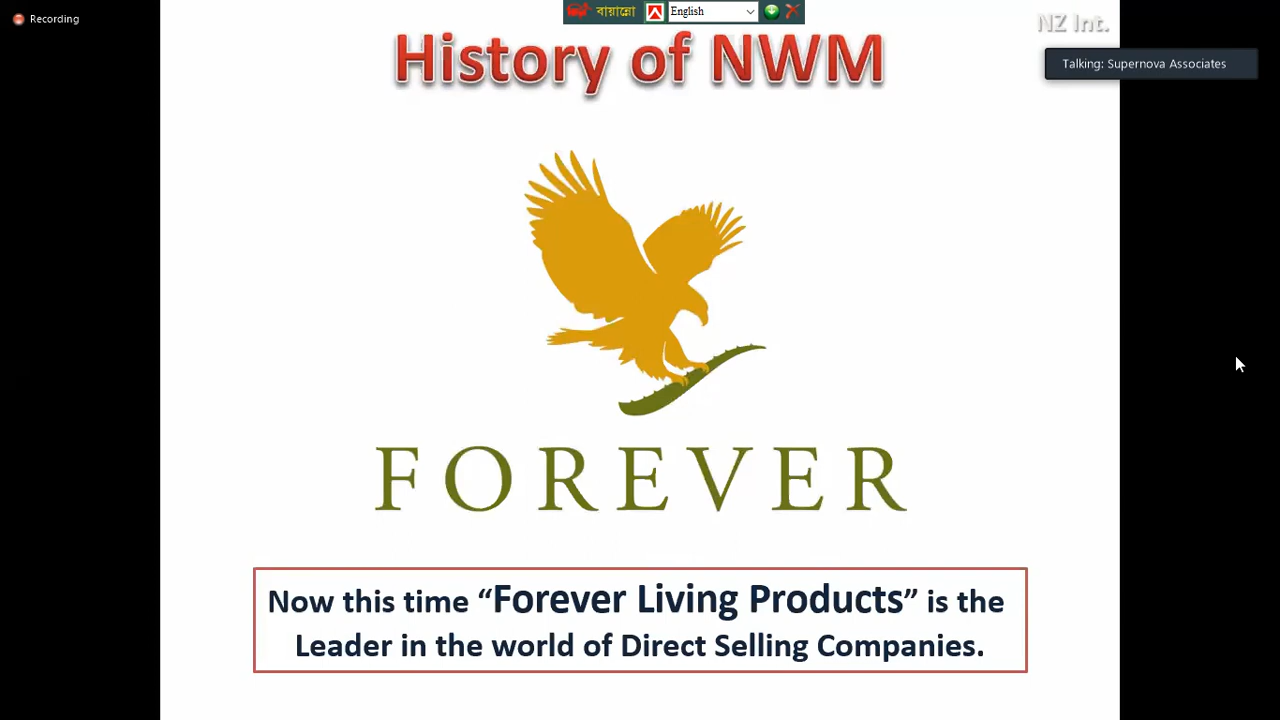 Recording
বায়ান্নো
English
NZ Int.
History of NWM
Talking: Supernova Associates
FOREVER
Now this time “Forever Living Products” is the
Leader in the world of Direct Selling Companies.